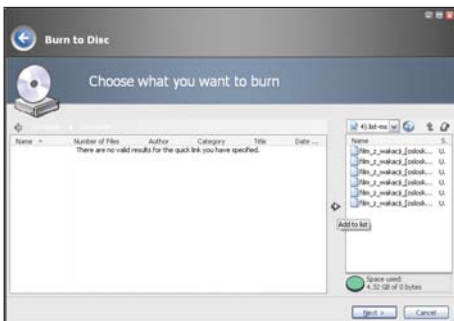 Burn to Disc
Choose what you want to burn
Name Number of Files Author Category Title Date ...
There are no valid results for the quick link you have specified.
Name S.
film_z_wakacji_[oslosk... U.
film_z_wakacji_[oslosk... U.
film_z_wakacji_[oslosk... U.
film_z_wakacji_[oslosk... U.
film_z_wakacji_[oslosk... U.
film_z_wakacji_[oslosk... U.
Add to list
Space used:
4.32 GB of 0 bytes
Next > Cancel